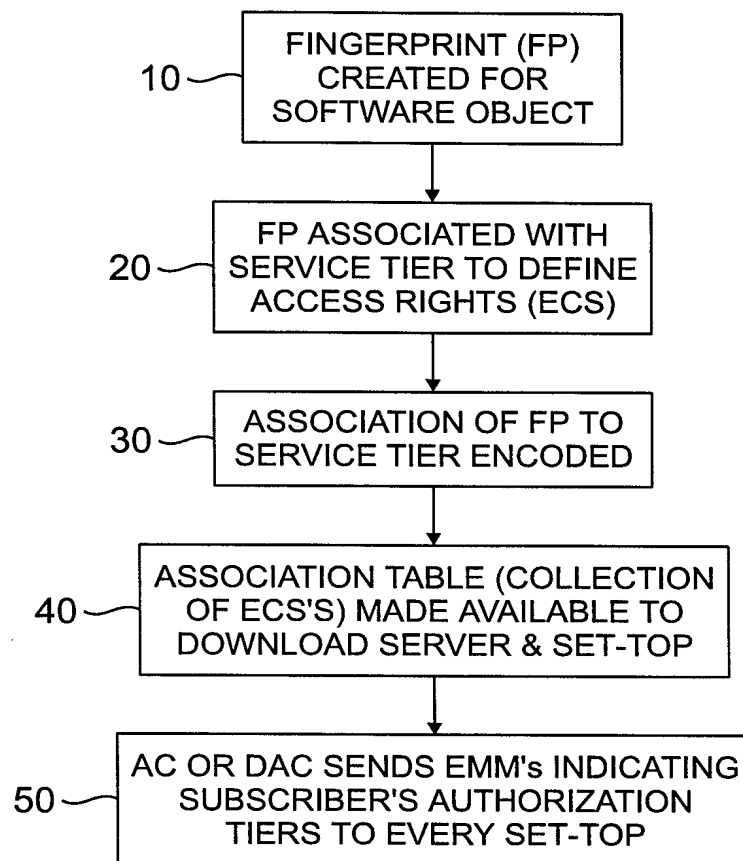 10
FINGERPRINT (FP)
CREATED FOR
SOFTWARE OBJECT
20
FP ASSOCIATED WITH
SERVICE TIER TO DEFINE
ACCESS RIGHTS (ECS)
30
ASSOCIATION OF FP TO
SERVICE TIER ENCODED
40
ASSOCIATION TABLE (COLLECTION
OF ECS'S) MADE AVAILABLE TO
DOWNLOAD SERVER & SET-TOP
50
AC OR DAC SENDS EMM's INDICATING
SUBSCRIBER'S AUTHORIZATION
TIERS TO EVERY SET-TOP